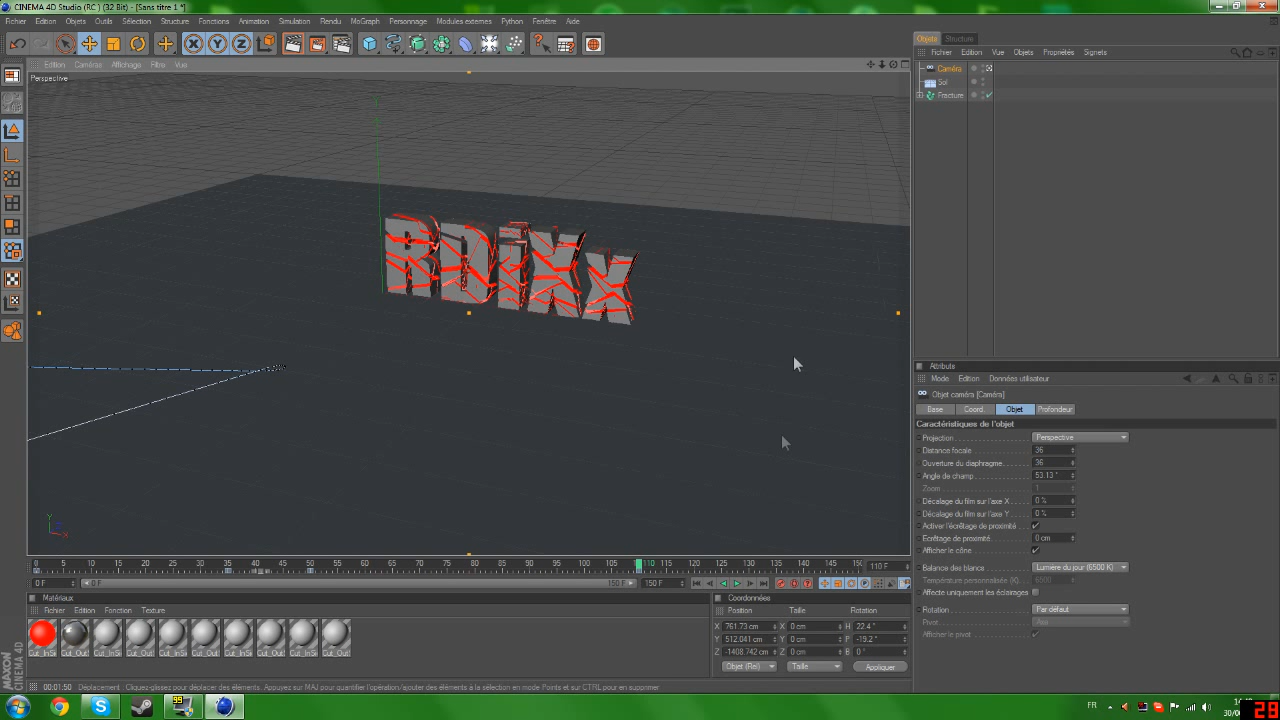 CINEMA 4D Studio (RC ) (32 Bit) - [Sans titre 1 *]
Fichier Edition Objets Outils Sélection Structure Fonctions Animation Simulation Rendu MoGraph Personnage Modules externes Python Fenêtre Aide
Edition Caméras Affichage Filtre Vue
Perspective
RDiXx
Y
X
0 5 10 15 20 25 30 35 40 45 50 55 60 65 70 75 80 85 90 95 100 105 110 115 120 125 130 135 140 145 150
110 F
0 F
0 F
150 F
150 F
Matériaux
Fichier Edition Fonction Texture
Cut_InSi Cut_Out!
Coordonnées
Position Taille Rotation
X 761.73 cm X 0 cm H 22.4 °
Y 512.041 cm Y 0 cm P -19.2 °
Z -1408.742 cm Z 0 cm B 0 °
Objet (Rel) Taille Appliquer
MAXON
CINEMA 4D
00:01:50 Déplacement : Cliquez-glissez pour déplacer des éléments. Appuyez sur MAJ pour quantifier l'opération/ajouter des éléments à la sélection en mode Points et sur CTRL pour en supprimer
Objets Structure
Fichier Edition Vue Objets Propriétés Signets
Caméra
Sol
Fracture
Attributs
Mode Edition Données utilisateur
Objet caméra [Caméra]
Base Coord. Objet Profondeur
Caractéristiques de l'objet
Projection Perspective
Distance focale 36
Ouverture du diaphragme 36
Angle de champ 53.13 °
Zoom 1
Décalage du film sur l'axe X 0 %
Décalage du film sur l'axe Y 0 %
Activer l'écrêtage de proximité
Ecrêtage de proximité 0 cm
Afficher le cône
Balance des blancs Lumière du jour (6500 K)
Température personnalisée (K) 6500
Affecte uniquement les éclairages
Rotation Par défaut
Pivot Axe
Afficher le pivot
99
FR
28